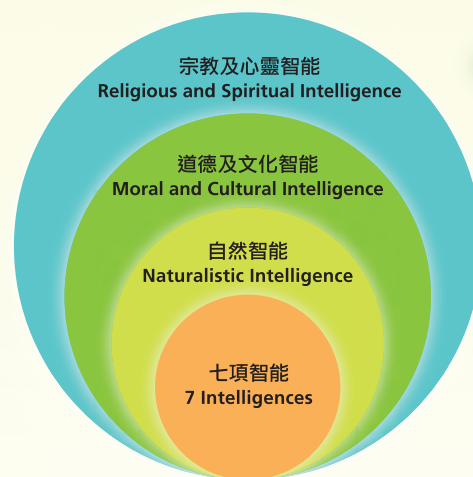 宗教及心靈智能
Religious and Spiritual Intelligence
道德及文化智能
Moral and Cultural Intelligence
自然智能
Naturalistic Intelligence
七項智能
7 Intelligences